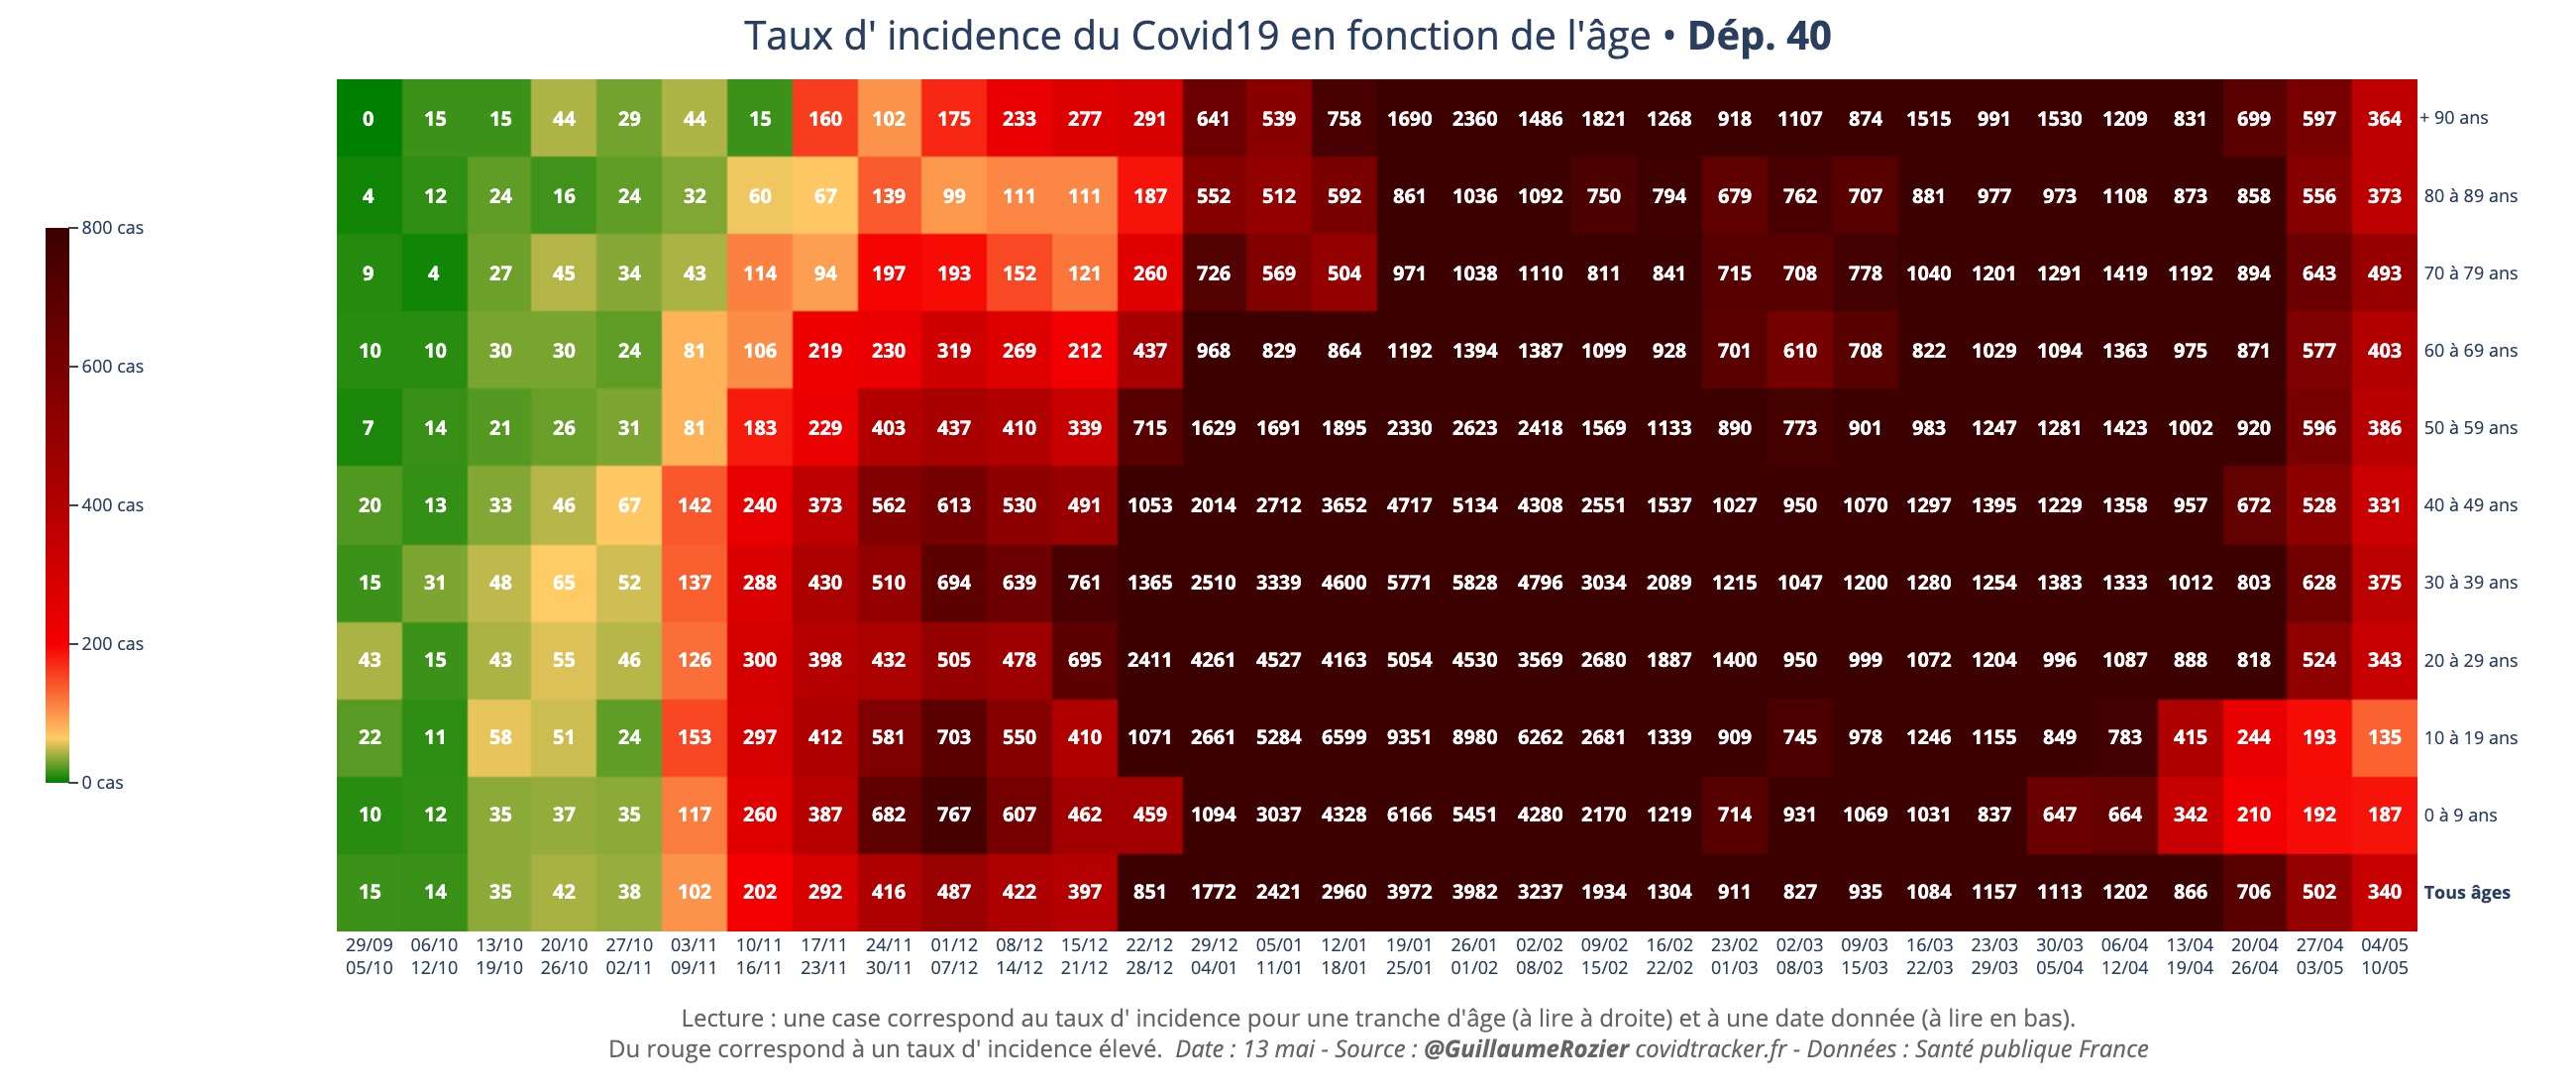 Taux d' incidence du Covid19 en fonction de l'âge • Dép. 40
0 15 15 44 29 44 15 160 102 175 233 277 291 641 539 758 1690 2360 1486 1821 1268 918 1107 874 1515 991 1530 1209 831 699 597 364 + 90 ans
4 12 24 16 24 32 60 67 139 99 111 111 187 552 512 592 861 1036 1092 750 794 679 762 707 881 977 973 1108 873 858 556 373 80 à 89 ans
800 cas
9 4 27 45 34 43 114 94 197 193 152 121 260 726 569 504 971 1038 1110 811 841 715 708 778 1040 1201 1291 1419 1192 894 643 493 70 à 79 ans
10 10 30 30 24 81 106 219 230 319 269 212 437 968 829 864 1192 1394 1387 1099 928 701 610 708 822 1029 1094 1363 975 871 577 403 60 à 69 ans
600 cas
7 14 21 26 31 81 183 229 403 437 410 339 715 1629 1691 1895 2330 2623 2418 1569 1133 890 773 901 983 1247 1281 1423 1002 920 596 386 50 à 59 ans
400 cas
20 13 33 46 67 142 240 373 562 613 530 491 1053 2014 2712 3652 4717 5134 4308 2551 1537 1027 950 1070 1297 1395 1229 1358 957 672 528 331 40 à 49 ans
15 31 48 65 52 137 288 430 510 694 639 761 1365 2510 3339 4600 5771 5828 4796 3034 2089 1215 1047 1200 1280 1254 1383 1333 1012 803 628 375 30 à 39 ans
200 cas
43 15 43 55 46 126 300 398 432 505 478 695 2411 4261 4527 4163 5054 4530 3569 2680 1887 1400 950 999 1072 1204 996 1087 888 818 524 343 20 à 29 ans
22 11 58 51 24 153 297 412 581 703 550 410 1071 2661 5284 6599 9351 8980 6262 2681 1339 909 745 978 1246 1155 849 783 415 244 193 135 10 à 19 ans
0 cas
10 12 35 37 35 117 260 387 682 767 607 462 459 1094 3037 4328 6166 5451 4280 2170 1219 714 931 1069 1031 837 647 664 342 210 192 187 0 à 9 ans
15 14 35 42 38 102 202 292 416 487 422 397 851 1772 2421 2960 3972 3982 3237 1934 1304 911 827 935 1084 1157 1113 1202 866 706 502 340 Tous âges
29/09 06/10 13/10 20/10 27/10 03/11 10/11 17/11 24/11 01/12 08/12 15/12 22/12 29/12 05/01 12/01 19/01 26/01 02/02 09/02 16/02 23/02 02/03 09/03 16/03 23/03 30/03 06/04 13/04 20/04 27/04 04/05
05/10 12/10 19/10 26/10 02/11 09/11 16/11 23/11 30/11 07/12 14/12 21/12 28/12 04/01 11/01 18/01 25/01 01/02 08/02 15/02 22/02 01/03 08/03 15/03 22/03 29/03 05/04 12/04 19/04 26/04 03/05 10/05
Lecture : une case correspond au taux d' incidence pour une tranche d'âge (à lire à droite) et à une date donnée (à lire en bas).
Du rouge correspond à un taux d' incidence élevé. Date : 13 mai - Source : @GuillaumeRozier covidtracker.fr - Données : Santé publique France